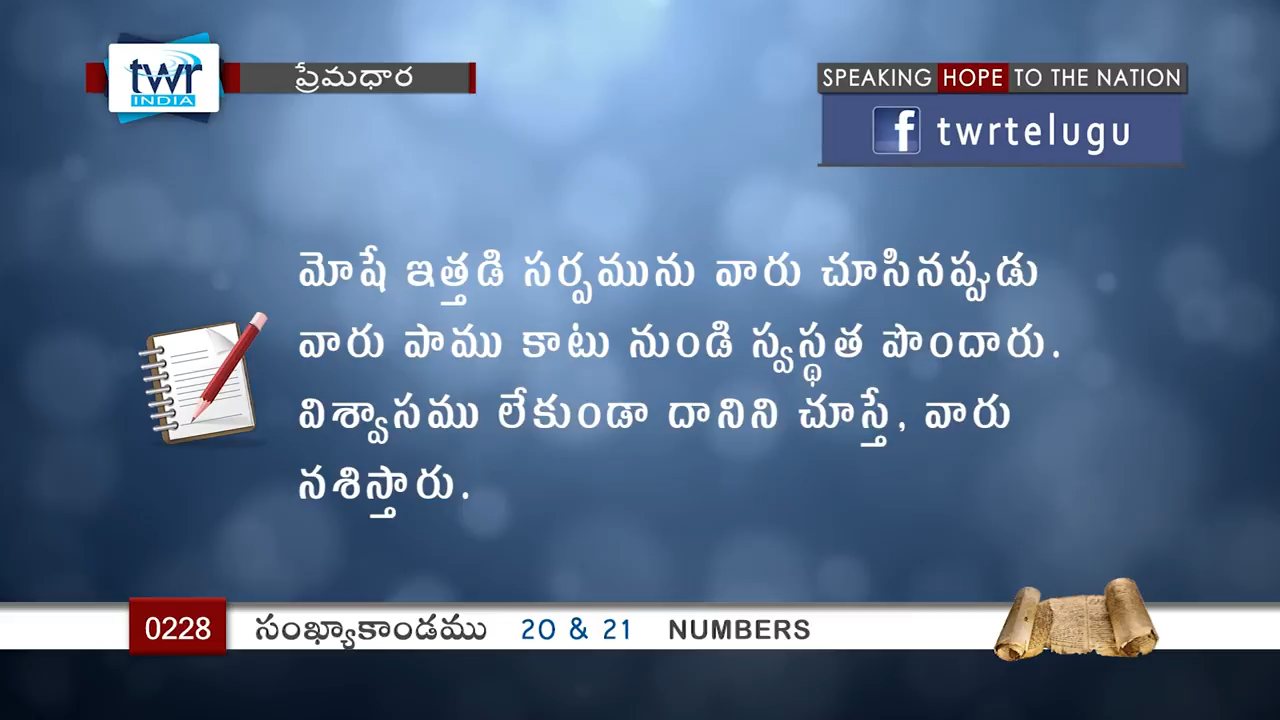 twr
INDIA
ప్రేమధార
SPEAKING HOPE TO THE NATION
f twrtelugu
మోషే ఇత్తడి సర్పమును వారు చూసినప్పుడు
వారు పాము కాటు నుండి స్వస్థత పొందారు.
విశ్వాసము లేకుండా దానిని చూస్తే, వారు
నశిస్తారు.
0228 సంఖ్యాకాండము 20 & 21 NUMBERS